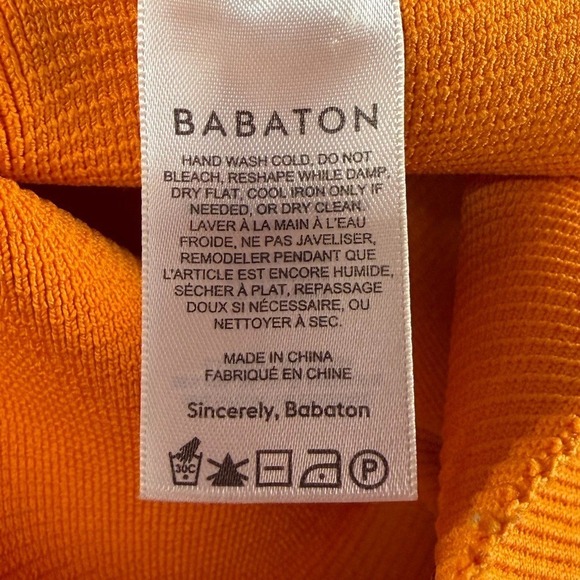 BABATON
HAND WASH COLD, DO NOT
BLEACH, RESHAPE WHILE DAMP,
DRY FLAT, COOL IRON ONLY IF
NEEDED, OR DRY CLEAN.
LAVER À LA MAIN À L'EAU
FROIDE, NE PAS JAVELISER,
REMODELER PENDANT QUE
L'ARTICLE EST ENCORE HUMIDE,
SÉCHER À PLAT, REPASSAGE
DOUX SI NÉCESSAIRE, OU
NETTOYER À SEC.
MADE IN CHINA
FABRIQUÉ EN CHINE
Sincerely, Babaton
30C P